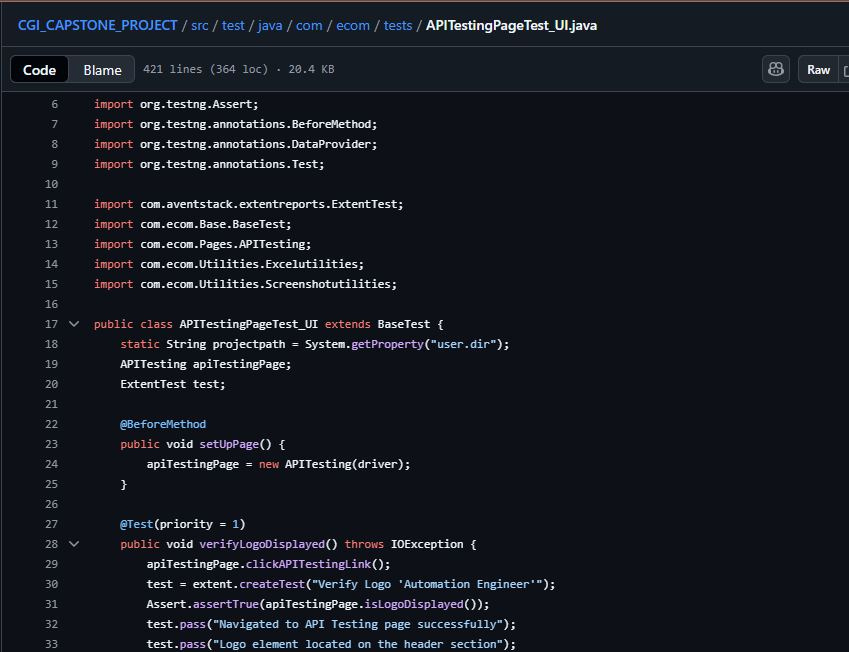 CGI_CAPSTONE_PROJECT / src / test / java / com / ecom / tests / APITestingPageTest_UI.java
Code Blame 421 lines (364 loc) · 20.4 KB Raw
6 import org.testng.Assert;
7 import org.testng.annotations.BeforeMethod;
8 import org.testng.annotations.DataProvider;
9 import org.testng.annotations.Test;
10
11 import com.aventstack.extentreports.ExtentTest;
12 import com.ecom.Base.BaseTest;
13 import com.ecom.Pages.APITesting;
14 import com.ecom.Utilities.Excelutilities;
15 import com.ecom.Utilities.Screenshotutilities;
16
17 public class APITestingPageTest_UI extends BaseTest {
18 static String projectpath = System.getProperty("user.dir");
19 APITesting apiTestingPage;
20 ExtentTest test;
21
22 @BeforeMethod
23 public void setUpPage() {
24 apiTestingPage = new APITesting(driver);
25 }
26
27 @Test(priority = 1)
28 public void verifyLogoDisplayed() throws IOException {
29 apiTestingPage.clickAPITestingLink();
30 test = extent.createTest("Verify Logo 'Automation Engineer'");
31 Assert.assertTrue(apiTestingPage.isLogoDisplayed());
32 test.pass("Navigated to API Testing page successfully");
33 test.pass("Logo element located on the header section");